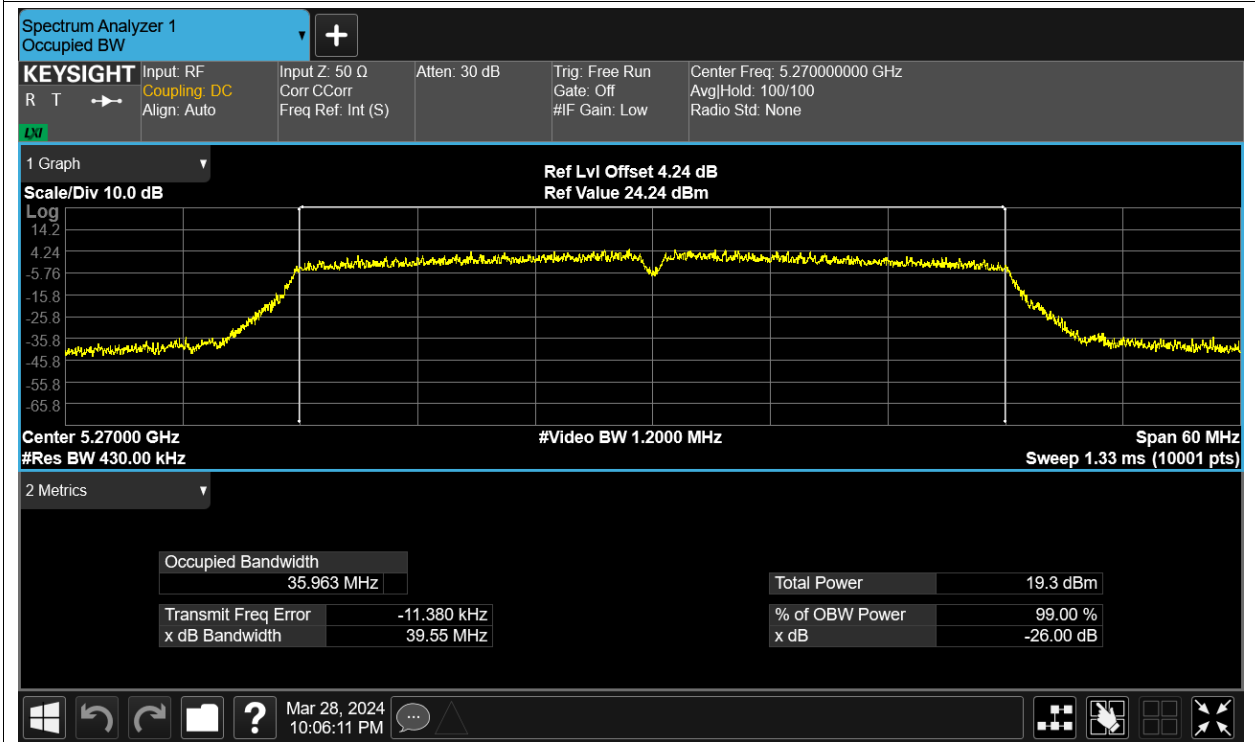 Spectrum Analyzer 1
Occupied BW
KEYSIGHT
R T
LXI
Input: RF
Coupling: DC
Align: Auto
Input Z: 50 Ω
Corr CCorr
Freq Ref: Int (S)
Atten: 30 dB
Trig: Free Run
Gate: Off
#IF Gain: Low
Center Freq: 5.270000000 GHz
Avg|Hold: 100/100
Radio Std: None
1 Graph
Scale/Div 10.0 dB
Ref Lvl Offset 4.24 dB
Ref Value 24.24 dBm
Log
14.2
4.24
-5.76
-15.8
-25.8
-35.8
-45.8
-55.8
-65.8
Center 5.27000 GHz
#Video BW 1.2000 MHz
Span 60 MHz
#Res BW 430.00 kHz
Sweep 1.33 ms (10001 pts)
2 Metrics
Occupied Bandwidth
35.963 MHz
Transmit Freq Error -11.380 kHz
x dB Bandwidth 39.55 MHz
Total Power 19.3 dBm
% of OBW Power 99.00 %
x dB -26.00 dB
?
Mar 28, 2024
10:06:11 PM